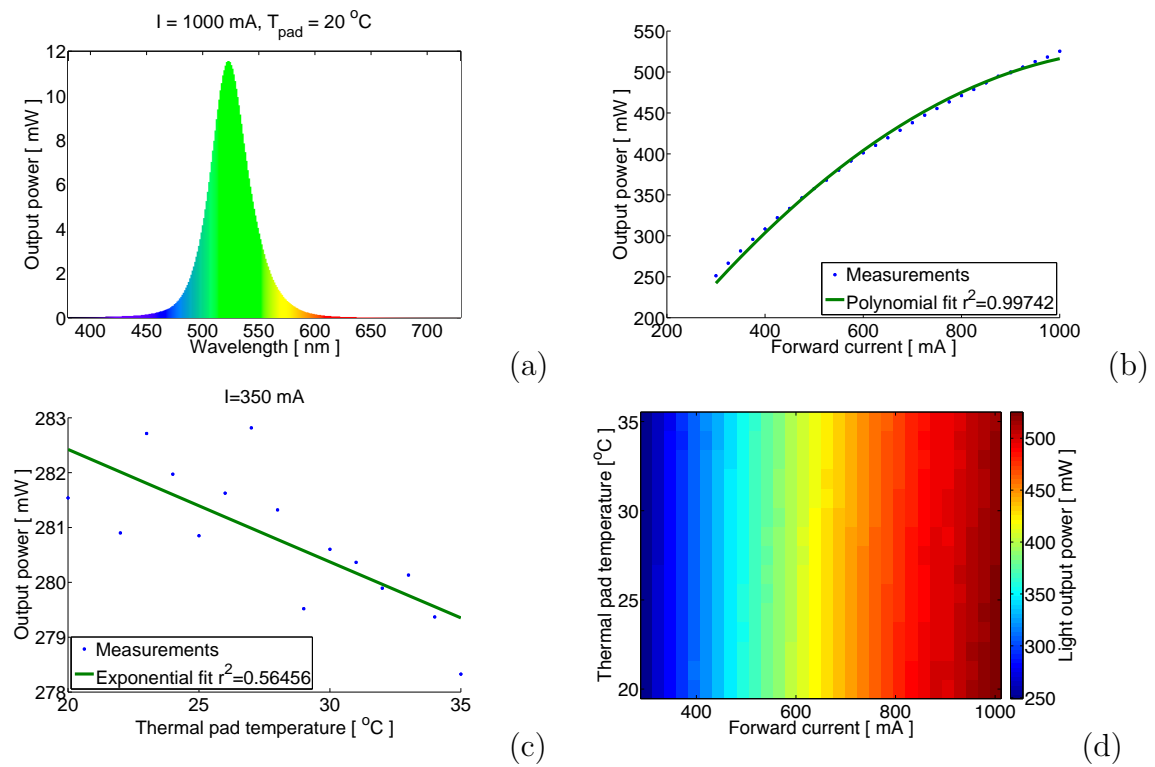 I = 1000 mA, T_pad = 20 °C
12
10
8
6
4
2
0
Output power [ mW ]
400 450 500 550 600 650 700
Wavelength [ nm ]
(a)
550
500
450
400
350
300
250
200
Output power [ mW ]
Measurements
Polynomial fit r²=0.99742
200 400 600 800 1000
Forward current [ mA ]
(b)
I=350 mA
283
282
281
280
279
278
Output power [ mW ]
Measurements
Exponential fit r²=0.56456
20 25 30 35
Thermal pad temperature [ °C ]
(c)
35
30
25
20
Thermal pad temperature [ °C ]
400 600 800 1000
Forward current [ mA ]
500
450
400
350
300
250
Light output power [ mW ]
(d)